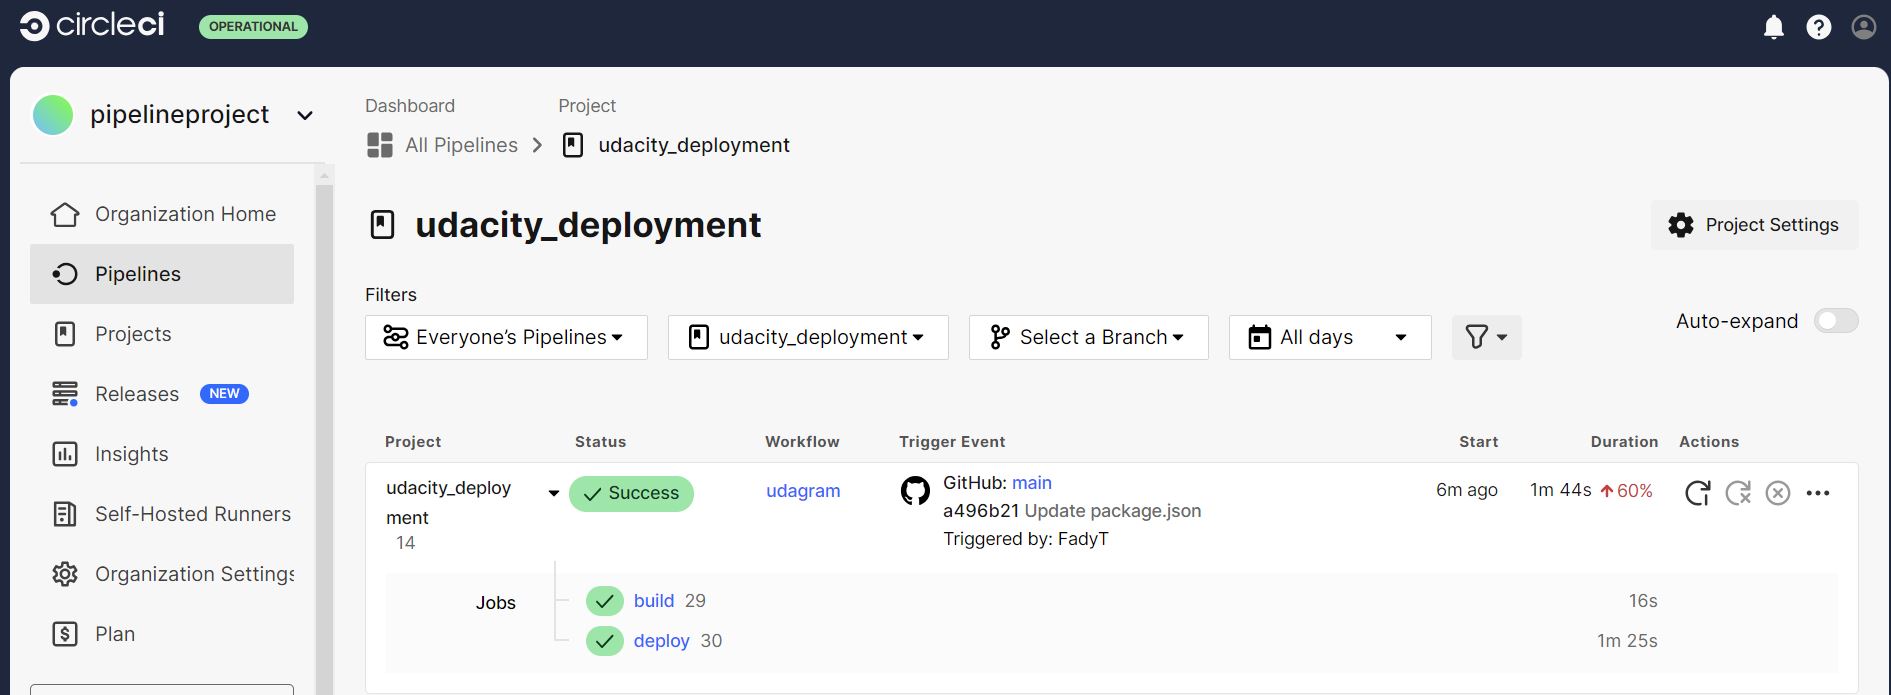 circleci OPERATIONAL
pipelineproject
Organization Home
Pipelines
Projects
Releases NEW
Insights
Self-Hosted Runners
Organization Settings
Plan
Dashboard Project
All Pipelines udacity_deployment
udacity_deployment
Project Settings
Filters
Everyone’s Pipelines udacity_deployment Select a Branch All days Auto-expand
Project Status Workflow Trigger Event Start Duration Actions
udacity_deploy
ment
14
Success
udagram
GitHub: main
a496b21 Update package.json
Triggered by: FadyT
6m ago
1m 44s 60%
Jobs
build 29 16s
deploy 30 1m 25s